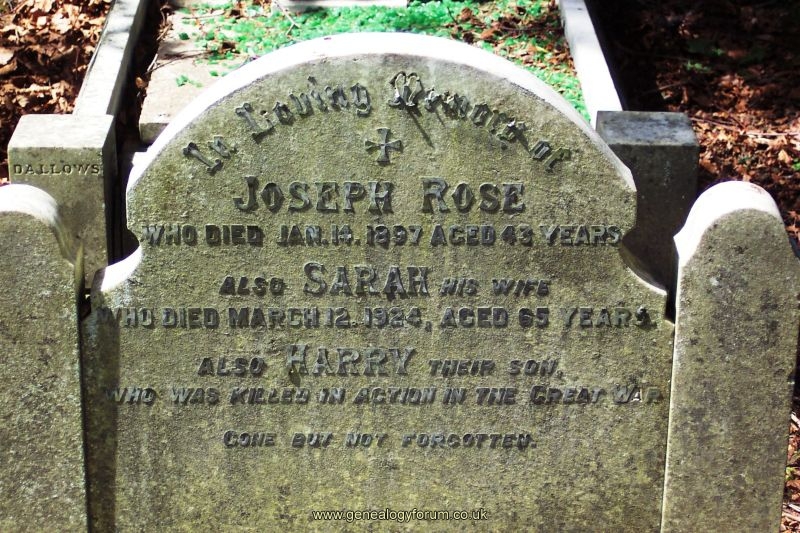 In Loving Memory of
DALLOWS
JOSEPH ROSE
WHO DIED JAN. 14. 1897 AGED 43 YEARS
ALSO SARAH HIS WIFE
WHO DIED MARCH 12. 1924, AGED 65 YEARS.
ALSO HARRY THEIR SON,
WHO WAS KILLED IN ACTION IN THE GREAT WAR
GONE BUT NOT FORGOTTEN.
www.genealogyforum.co.uk